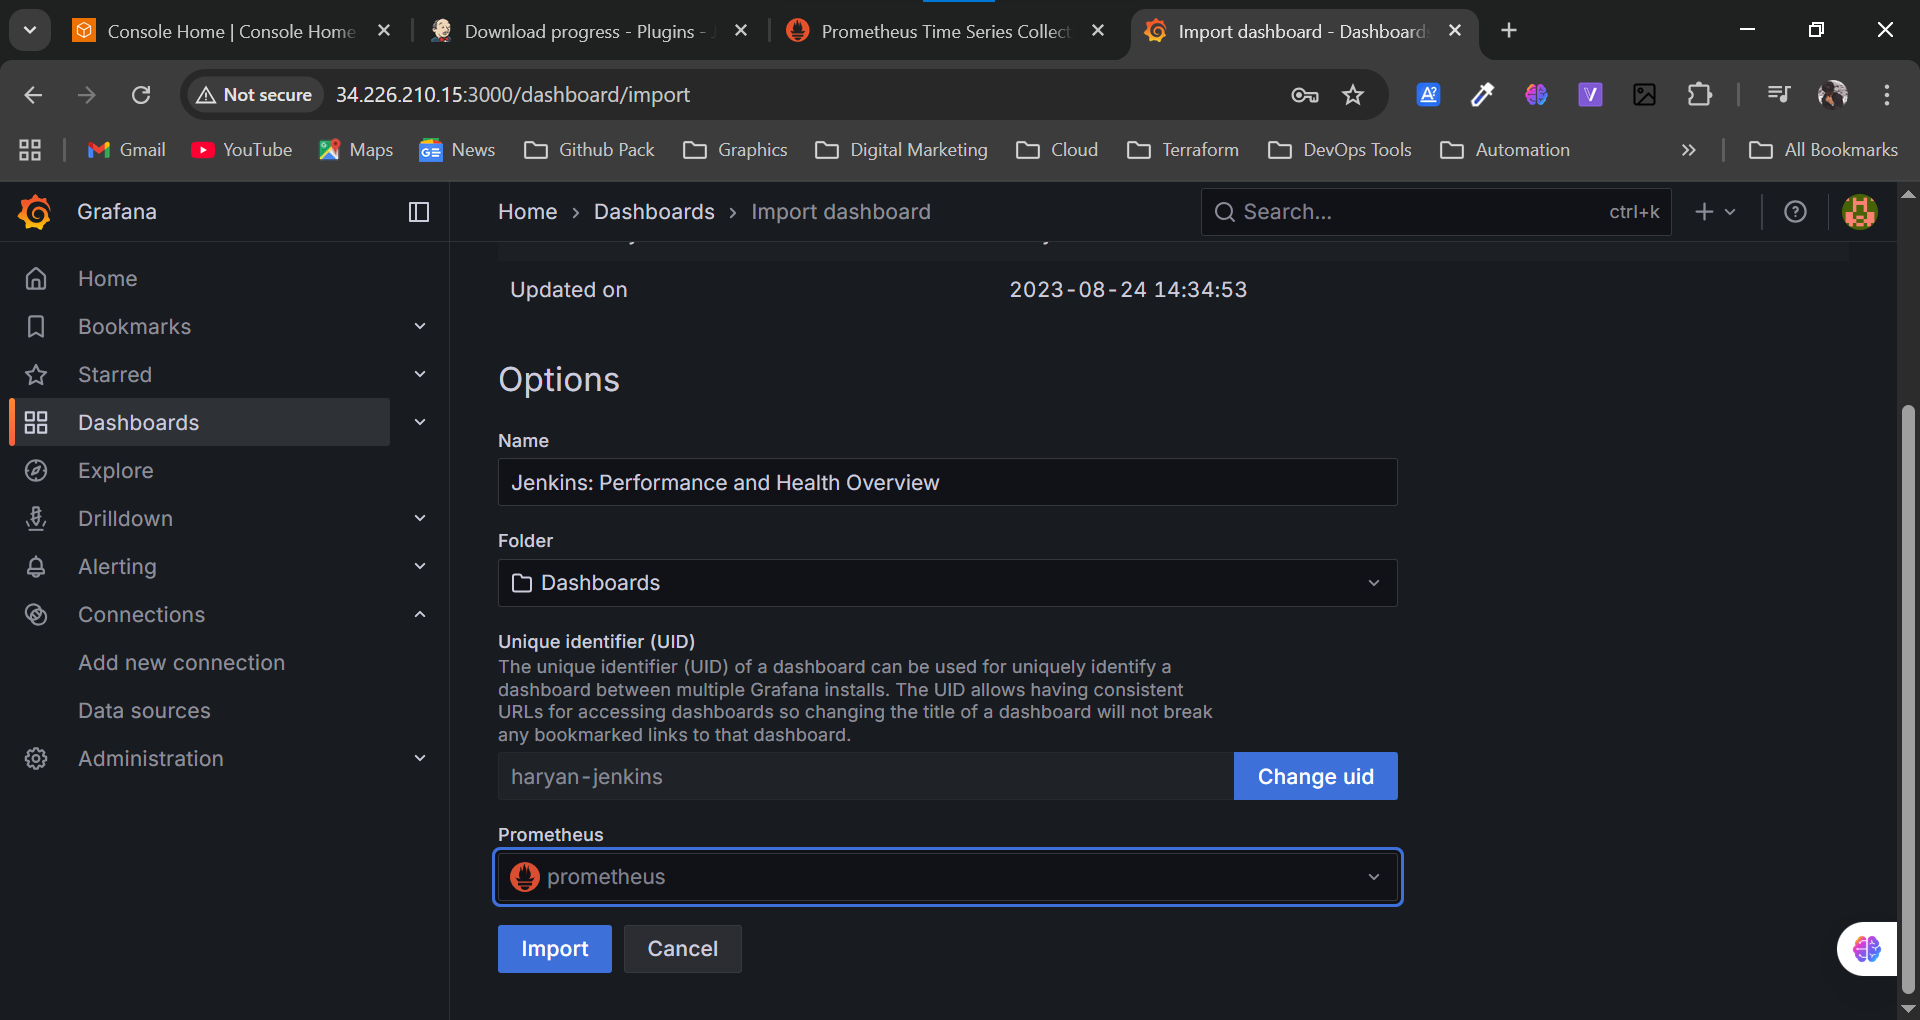 Console Home | Console Home
Download progress - Plugins -
Prometheus Time Series Collect
Import dashboard - Dashboards
Not secure
34.226.210.15:3000/dashboard/import
Gmail
YouTube
Maps
News
Github Pack
Graphics
Digital Marketing
Cloud
Terraform
DevOps Tools
Automation
All Bookmarks
Grafana
Home › Dashboards › Import dashboard
Search...
ctrl+k
Home
Bookmarks
Starred
Dashboards
Explore
Drilldown
Alerting
Connections
Add new connection
Data sources
Administration
Updated on
2023-08-24 14:34:53
Options
Name
Jenkins: Performance and Health Overview
Folder
Dashboards
Unique identifier (UID)
The unique identifier (UID) of a dashboard can be used for uniquely identify a
dashboard between multiple Grafana installs. The UID allows having consistent
URLs for accessing dashboards so changing the title of a dashboard will not break
any bookmarked links to that dashboard.
haryan-jenkins
Change uid
Prometheus
prometheus
Import
Cancel